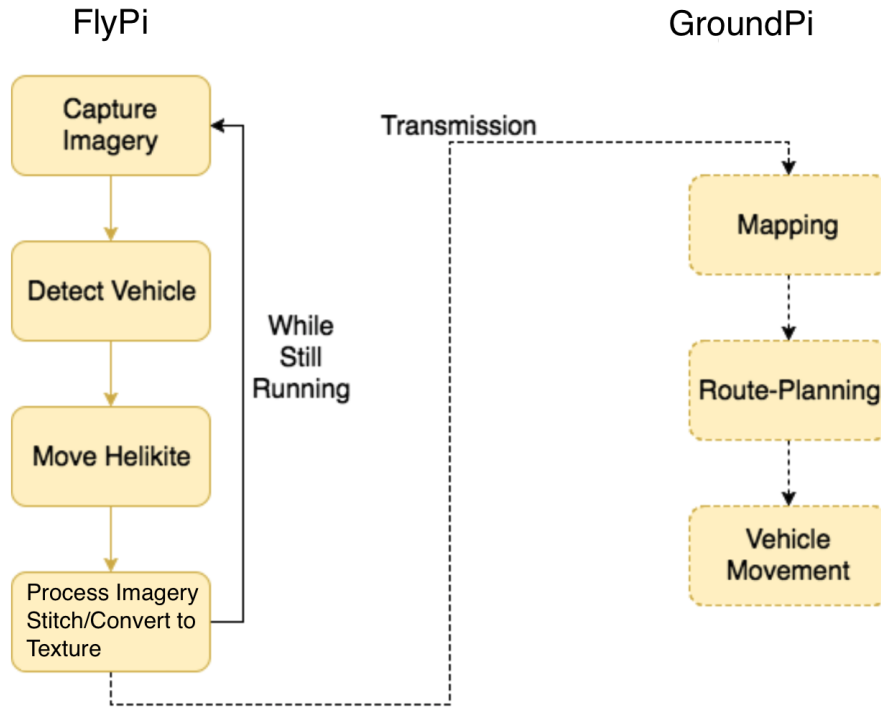 FlyPi
GroundPi
Capture
Imagery
Transmission
Mapping
Detect Vehicle
While
Still
Running
Route-Planning
Move Helikite
Vehicle
Movement
Process Imagery
Stitch/Convert to
Texture